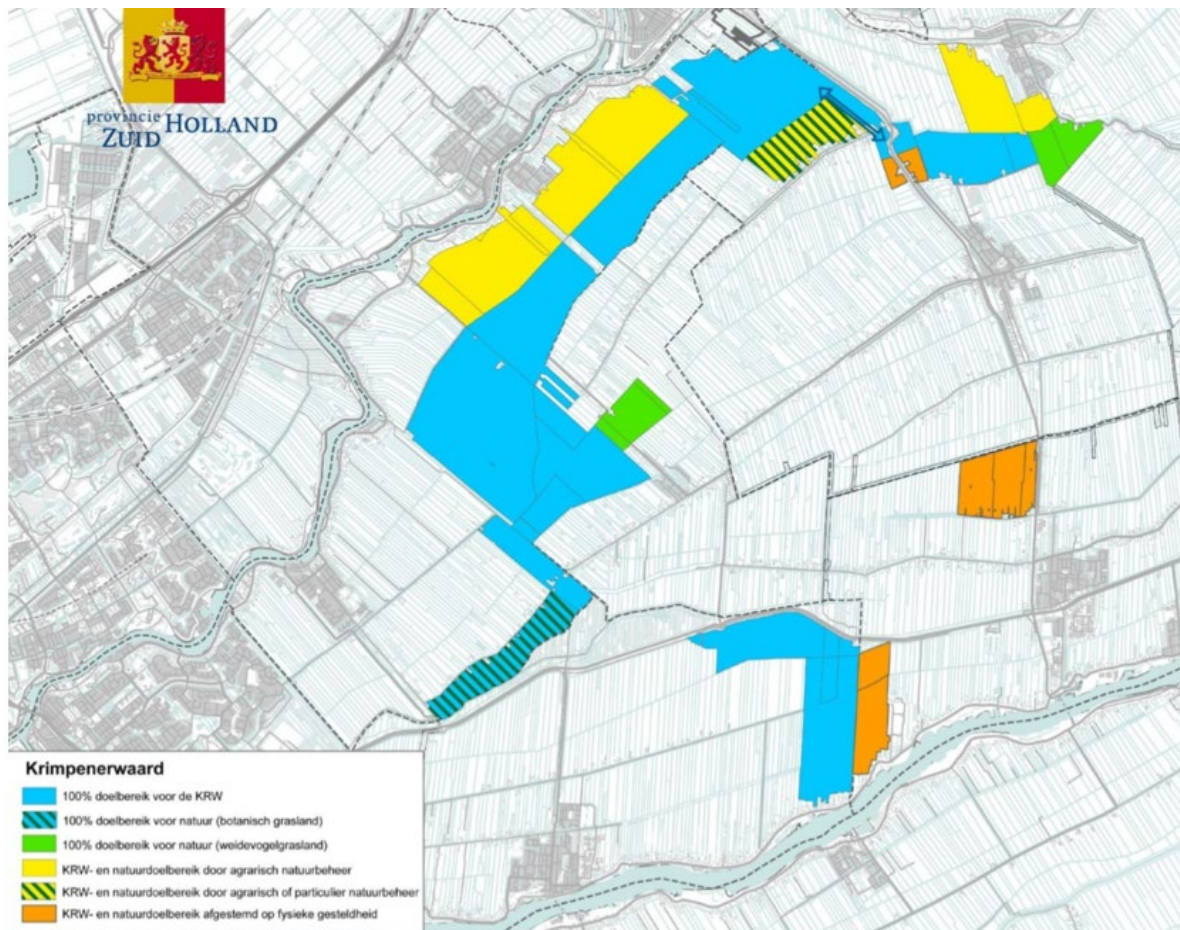 provincie
ZUID HOLLAND
Krimpenerwaard
100% doelbereik voor de KRW
100% doelbereik voor natuur (botanisch grasland)
100% doelbereik voor natuur (weidevogelgrasland)
KRW- en natuurdoelbereik door agrarisch natuurbeheer
KRW- en natuurdoelbereik door agrarisch of particulier natuurbeheer
KRW- en natuurdoelbereik afgestemd op fysieke gesteldheid